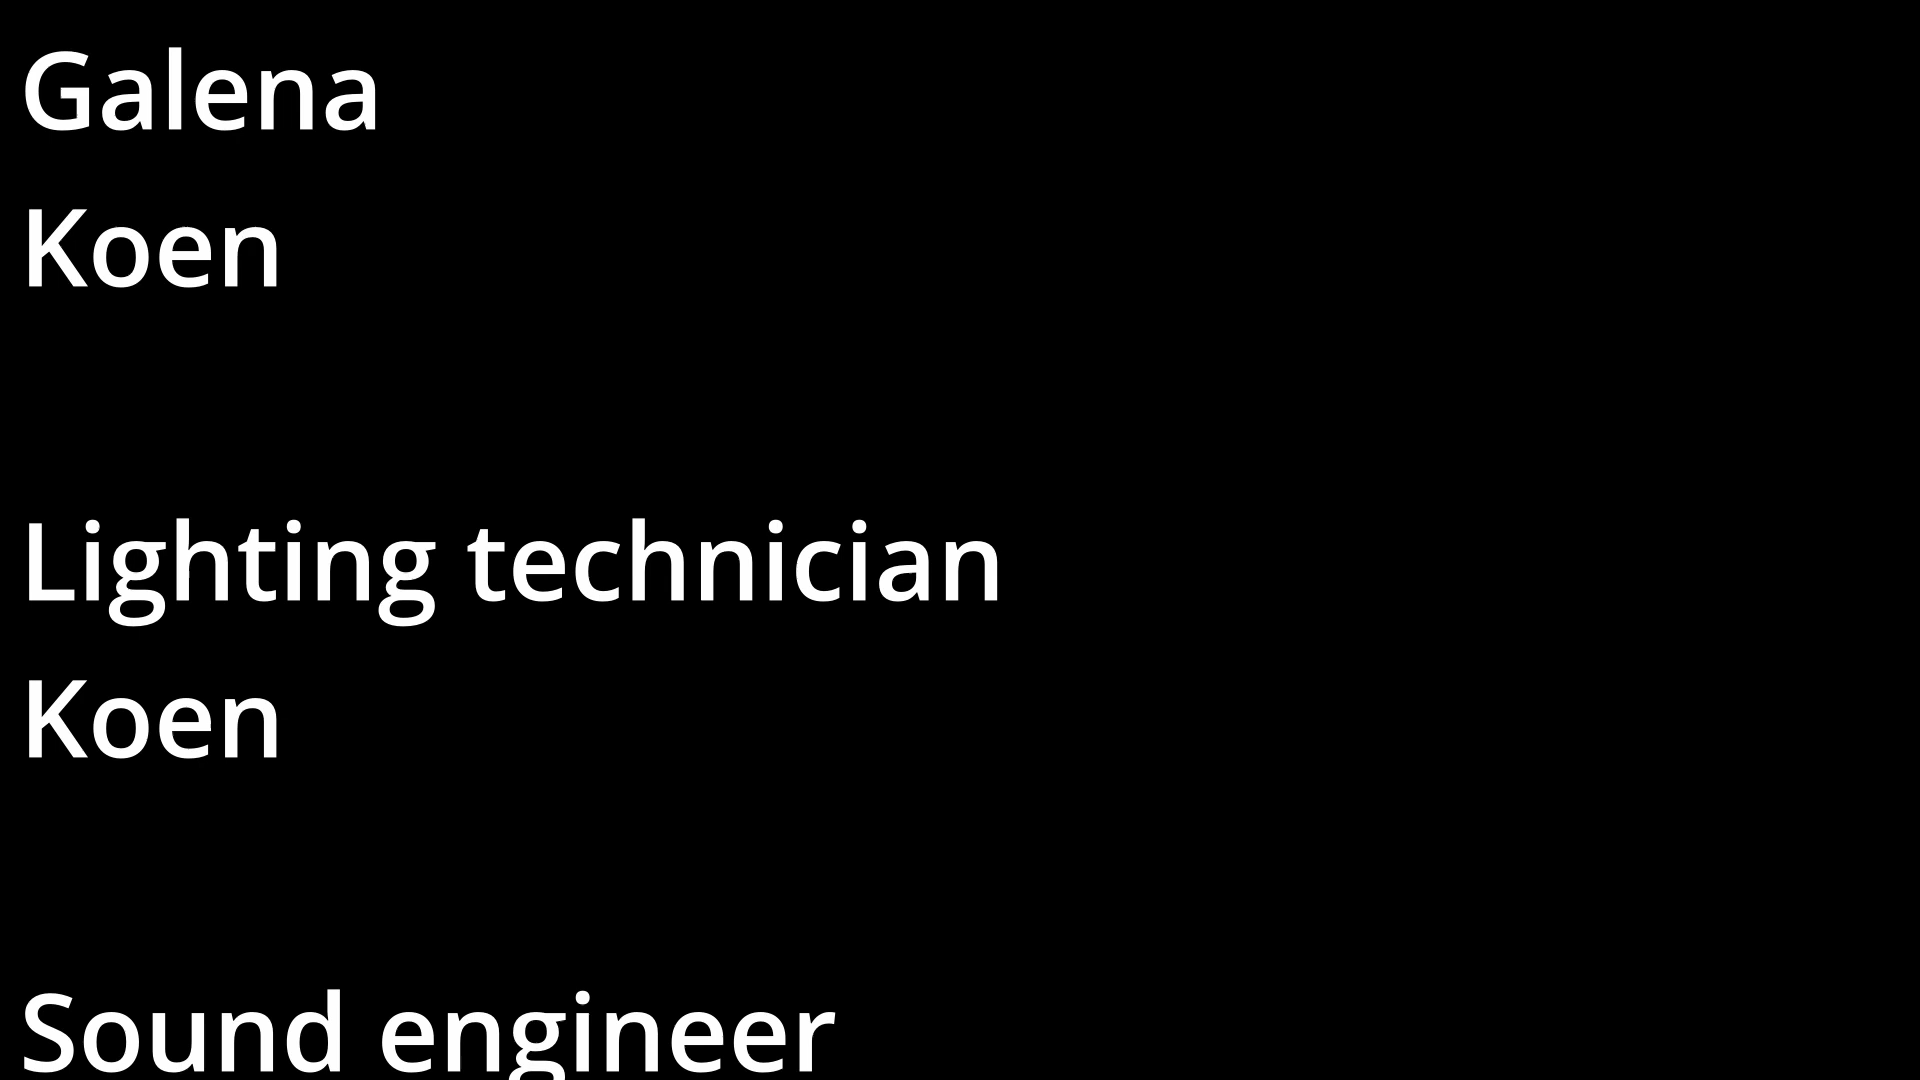 Galena
Koen
Lighting technician
Koen
Sound engineer